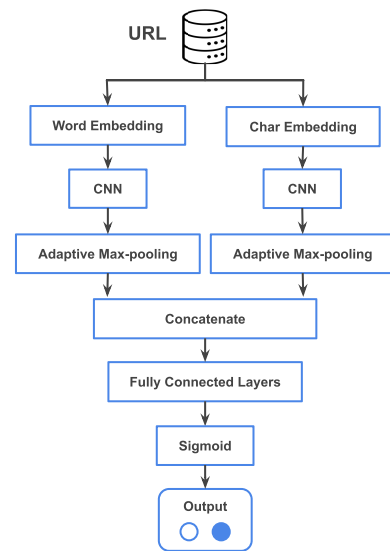 URL
Word Embedding
Char Embedding
CNN
CNN
Adaptive Max-pooling
Adaptive Max-pooling
Concatenate
Fully Connected Layers
Sigmoid
Output